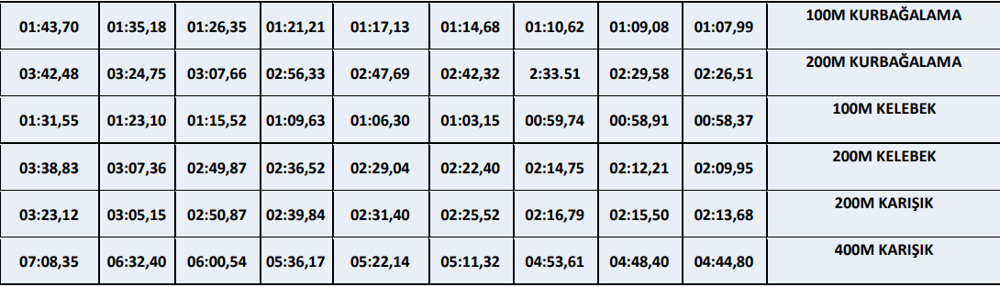 01:43,70 01:35,18 01:26,35 01:21,21 01:17,13 01:14,68 01:10,62 01:09,08 01:07,99 100M KURBAĞALAMA
03:42,48 03:24,75 03:07,66 02:56,33 02:47,69 02:42,32 2:33.51 02:29,58 02:26,51 200M KURBAĞALAMA
01:31,55 01:23,10 01:15,52 01:09,63 01:06,30 01:03,15 00:59,74 00:58,91 00:58,37 100M KELEBEK
03:38,83 03:07,36 02:49,87 02:36,52 02:29,04 02:22,40 02:14,75 02:12,21 02:09,95 200M KELEBEK
03:23,12 03:05,15 02:50,87 02:39,84 02:31,40 02:25,52 02:16,79 02:15,50 02:13,68 200M KARIŞIK
07:08,35 06:32,40 06:00,54 05:36,17 05:22,14 05:11,32 04:53,61 04:48,40 04:44,80 400M KARIŞIK